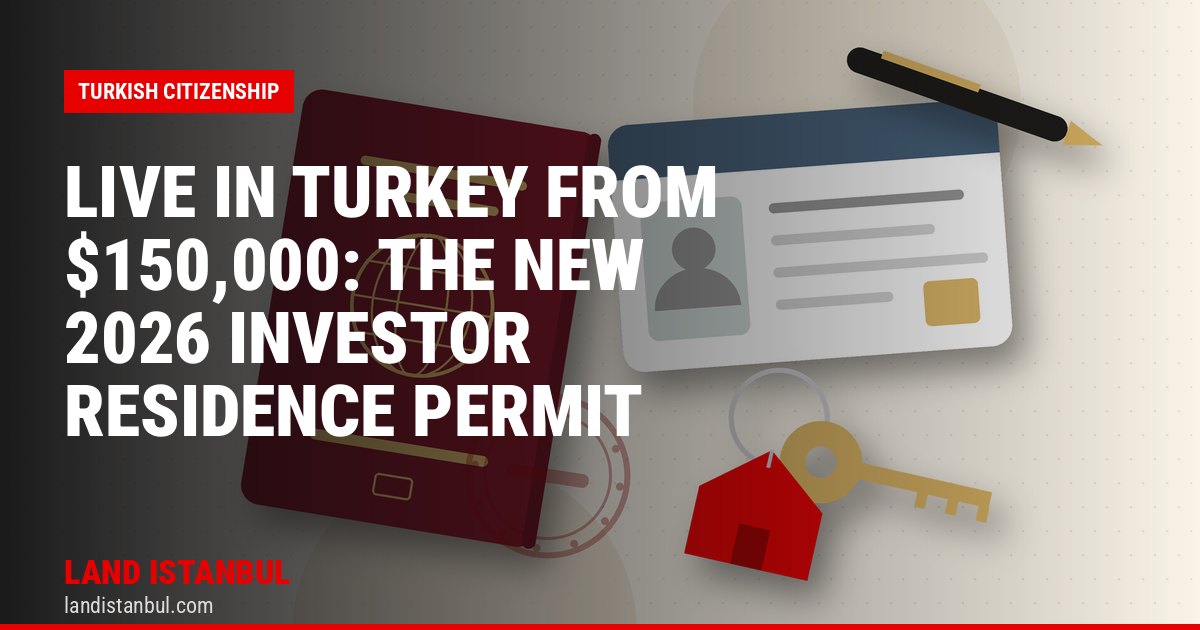 TURKISH CITIZENSHIP
LIVE IN TURKEY FROM
$150,000: THE NEW
2026 INVESTOR
RESIDENCE PERMIT
LAND ISTANBUL
landistanbul.com